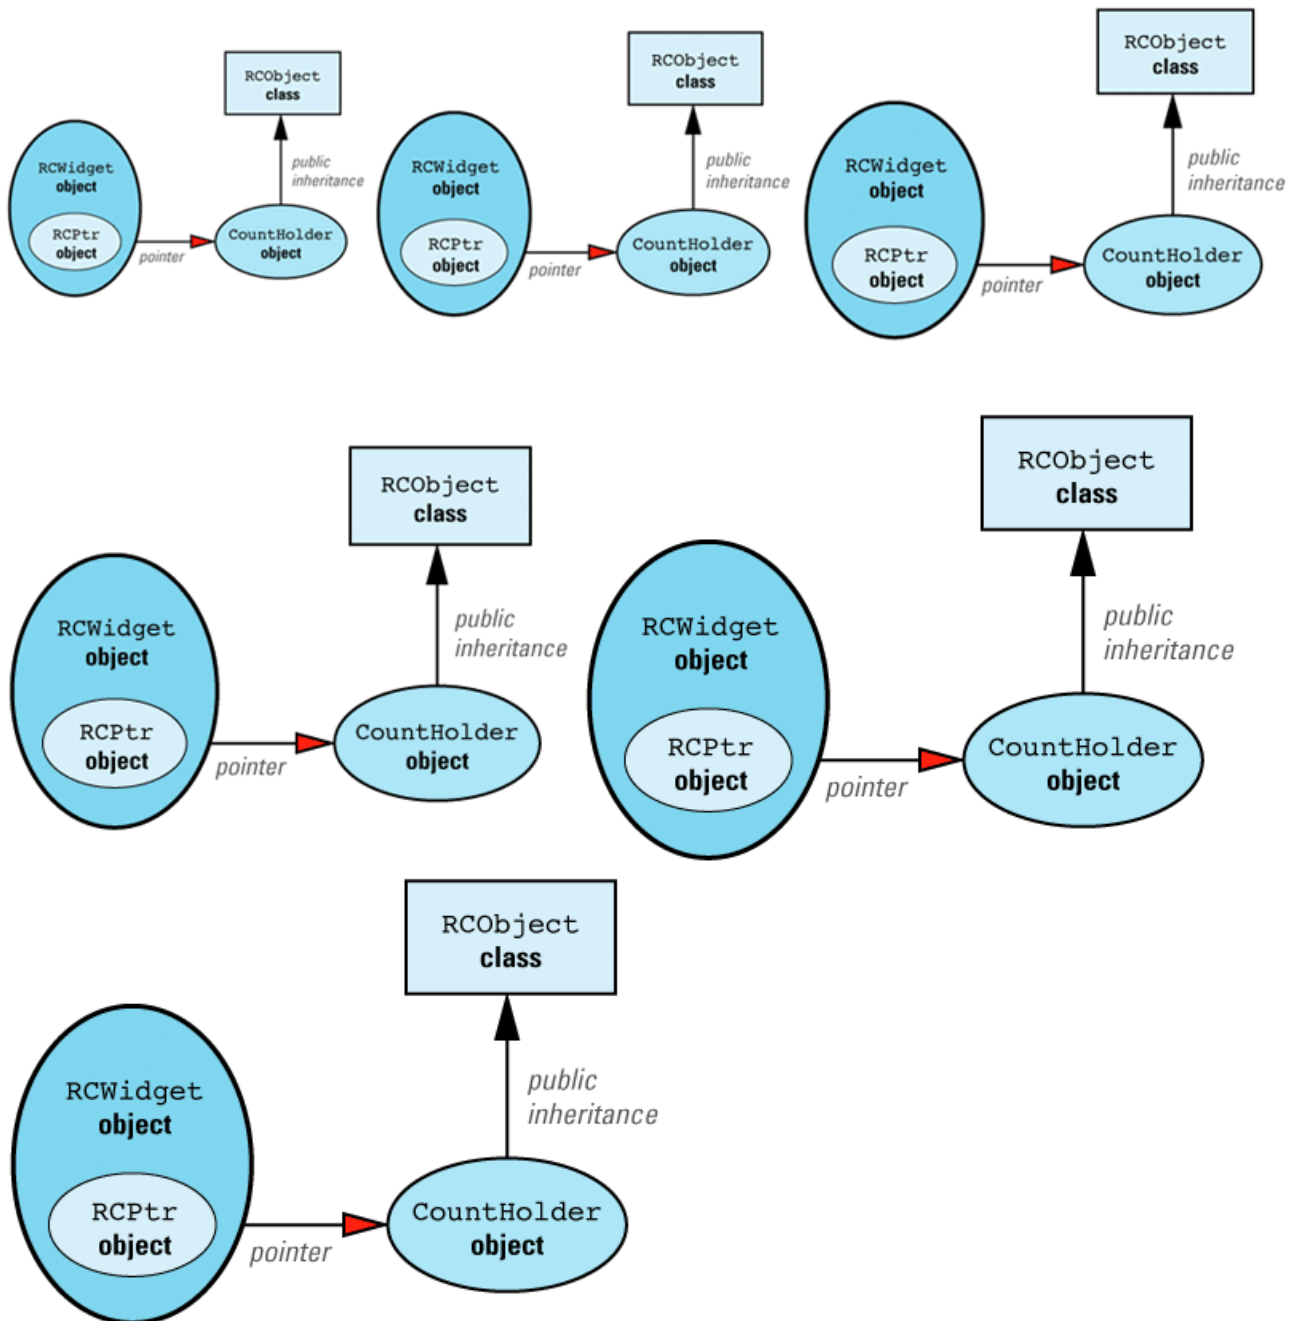 RCObject
class
RCWidget
object
public
inheritance
RCPtr
object
pointer
CountHolder
object
RCObject
class
RCWidget
object
public
inheritance
RCPtr
object
pointer
CountHolder
object
RCObject
class
RCWidget
object
public
inheritance
RCPtr
object
pointer
CountHolder
object
RCObject
class
RCWidget
object
public
inheritance
RCPtr
object
pointer
CountHolder
object
RCObject
class
RCWidget
object
public
inheritance
RCPtr
object
pointer
CountHolder
object
RCObject
class
RCWidget
object
public
inheritance
RCPtr
object
pointer
CountHolder
object